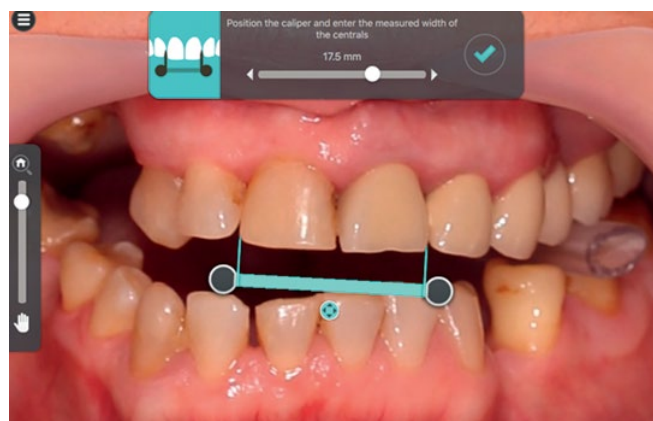 Position the caliper and enter the measured width of
the centrals
17.5 mm